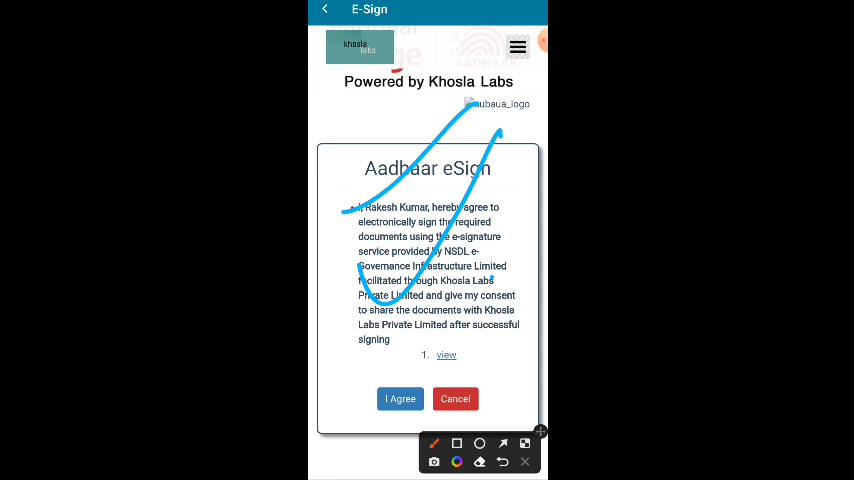 E-Sign
khosla
labs
AADHAAR
Powered by Khosla Labs
subaua_logo
Aadhaar eSign
I, Rakesh Kumar, hereby agree to
electronically sign the required
documents using the e-signature
service provided by NSDL e-
Governance Infrastructure Limited
facilitated through Khosla Labs
Private Limited and give my consent
to share the documents with Khosla
Labs Private Limited after successful
signing
1. view
I Agree Cancel